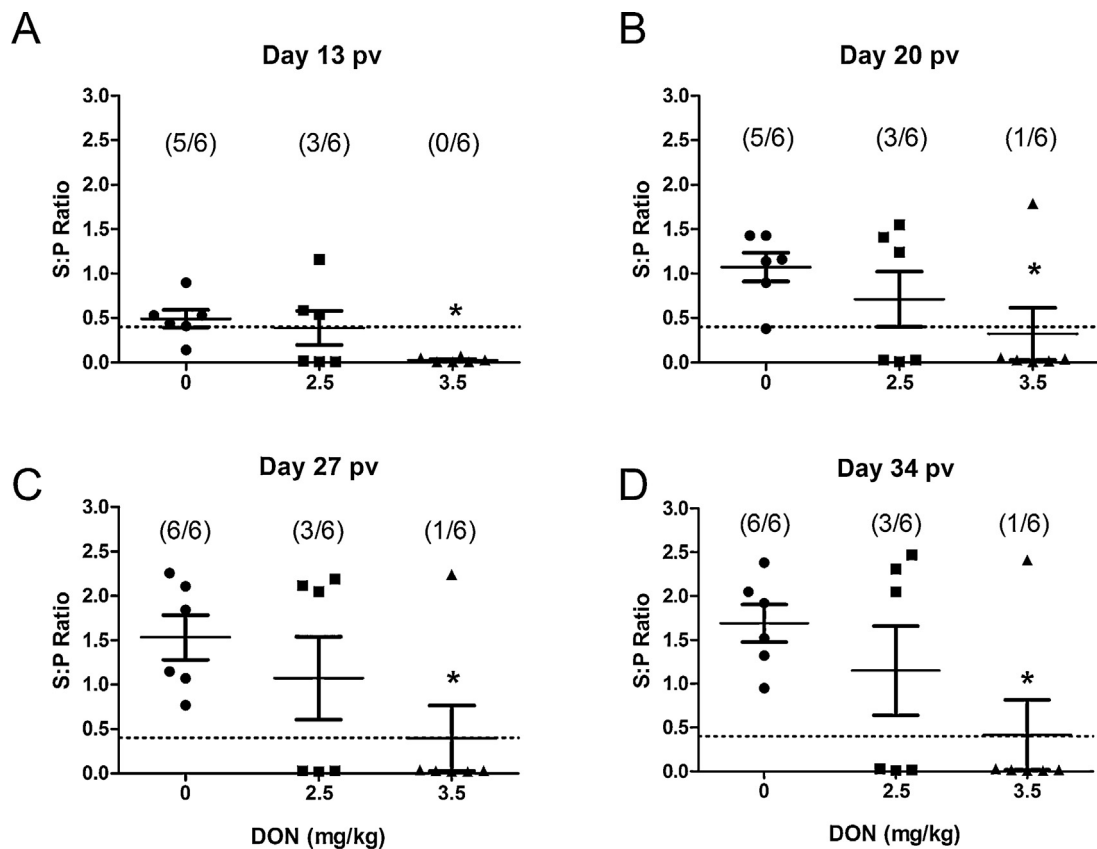 A
Day 13 pv
S:P Ratio
3.0
2.5
2.0
1.5
1.0
0.5
0.0
(5/6) (3/6) (0/6)
*
0 2.5 3.5
B
Day 20 pv
S:P Ratio
3.0
2.5
2.0
1.5
1.0
0.5
0.0
(5/6) (3/6) (1/6)
*
0 2.5 3.5
C
Day 27 pv
S:P Ratio
3.0
2.5
2.0
1.5
1.0
0.5
0.0
(6/6) (3/6) (1/6)
*
0 2.5 3.5
DON (mg/kg)
D
Day 34 pv
S:P Ratio
3.0
2.5
2.0
1.5
1.0
0.5
0.0
(6/6) (3/6) (1/6)
*
0 2.5 3.5
DON (mg/kg)